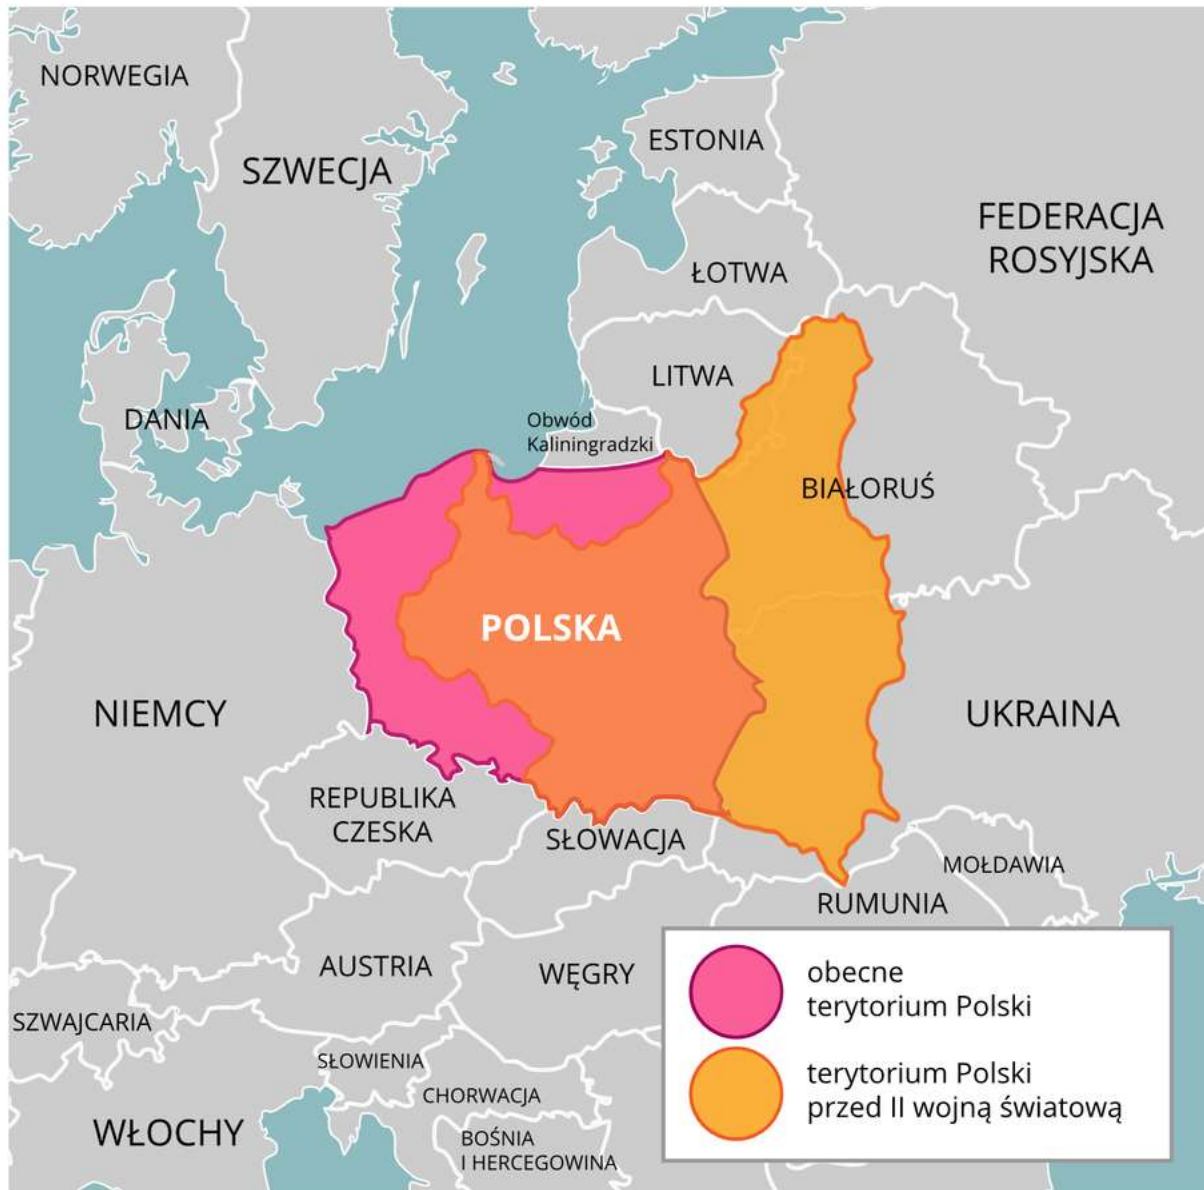 NORWEGIA
SZWECJA
ESTONIA
FEDERACJA
ROSYJSKA
ŁOTWA
LITWA
DANIA
Obwód
Kaliningradzki
BIAŁORUŚ
POLSKA
NIEMCY
UKRAINA
REPUBLIKA
CZESKA
SŁOWACJA
MOŁDAWIA
RUMUNIA
AUSTRIA
WĘGRY
SZWAJCARIA
SŁOWIENIA
CHORWACJA
WŁOCHY
BOŚNIA
I HERCEGOWINA
obecne
terytorium Polski
terytorium Polski
przed II wojną światową